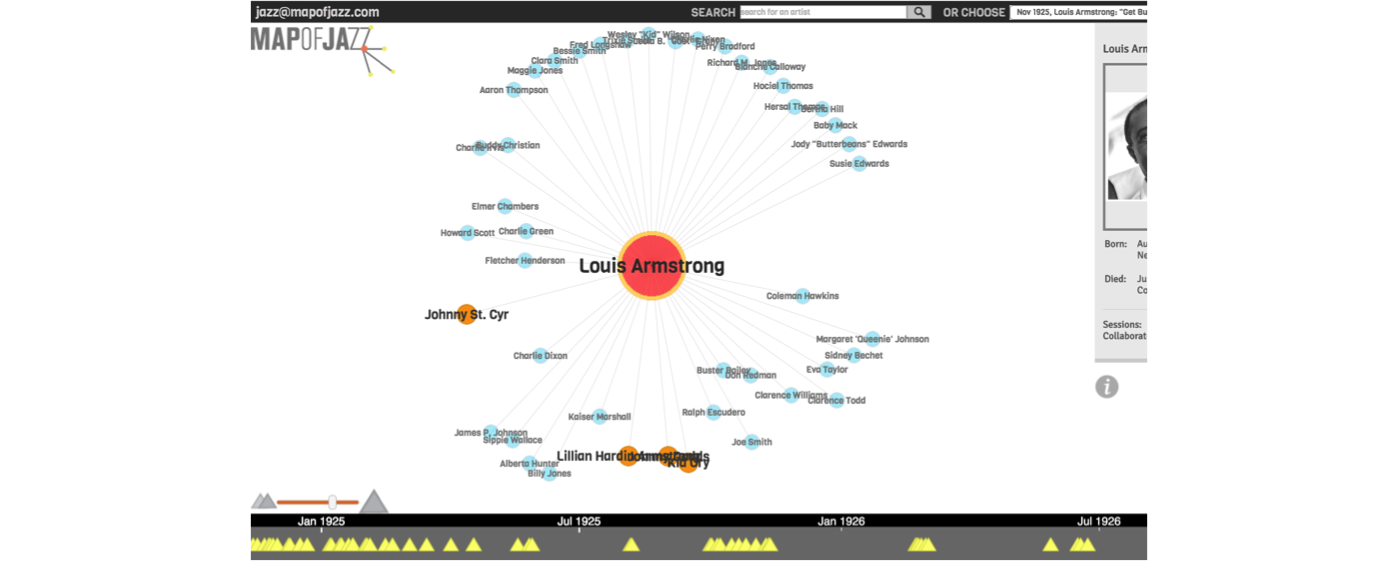 jazz@mapofjazz.com
SEARCH
search for an artist
OR CHOOSE
Nov 1925, Louis Armstrong: "Get Bu
MAPOFJAZZ
Louis Arm
Wesley "Kid" Wilson
Trixie Smith
Fred Longshaw
Perry Bradford
Bessie Smith
Clara Smith
Richard M. Jones
Blanche Calloway
Maggie Jones
Hociel Thomas
Aaron Thompson
Hersal Thomas
Bertha Hill
Baby Mack
Jody "Butterbeans" Edwards
Charlie Irvis
Buddy Christian
Susie Edwards
Elmer Chambers
Howard Scott
Charlie Green
Fletcher Henderson
Louis Armstrong
Born: Au
Ne
Died: Ju
Co
Coleman Hawkins
Johnny St. Cyr
Sessions:
Collaborat
Margaret 'Queenie' Johnson
Charlie Dixon
Sidney Bechet
Buster Bailey
Don Redman
Eva Taylor
Clarence Williams
Clarence Todd
Kaiser Marshall
Ralph Escudero
James P. Johnson
Sippie Wallace
Joe Smith
Lillian Hardin Armstrong
Kid Ory
Alberta Hunter
Billy Jones
i
Jan 1925
Jul 1925
Jan 1926
Jul 1926